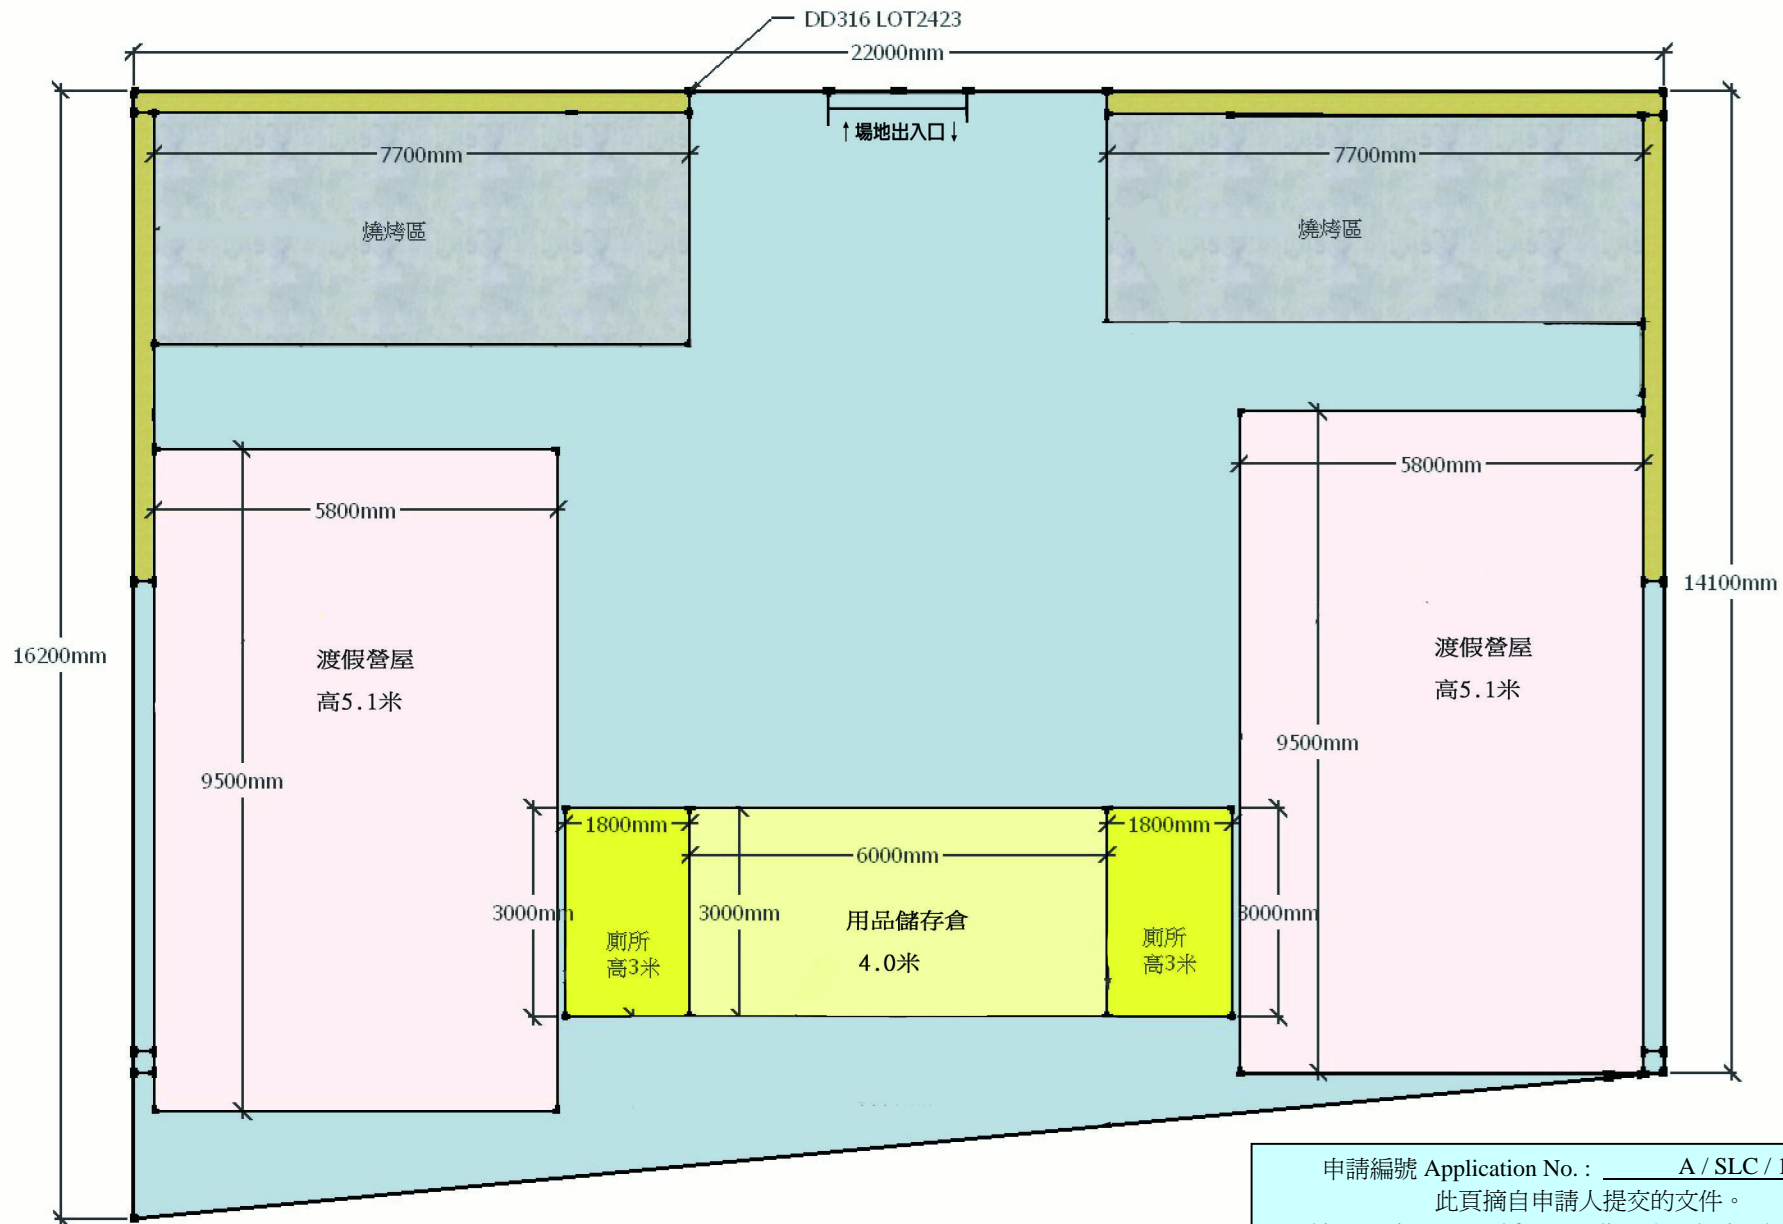 DD316 LOT2423
22000mm
↑場地出入口↓
7700mm
7700mm
燒烤區
燒烤區
5800mm
5800mm
14100mm
16200mm
渡假營屋
高5.1米
渡假營屋
高5.1米
9500mm
9500mm
1800mm
6000mm
1800mm
3000mm
3000mm
3000mm
廁所
高3米
用品儲存倉
4.0米
廁所
高3米
申請編號 Application No. : A / SLC / 1
此頁摘自申請人提交的文件。